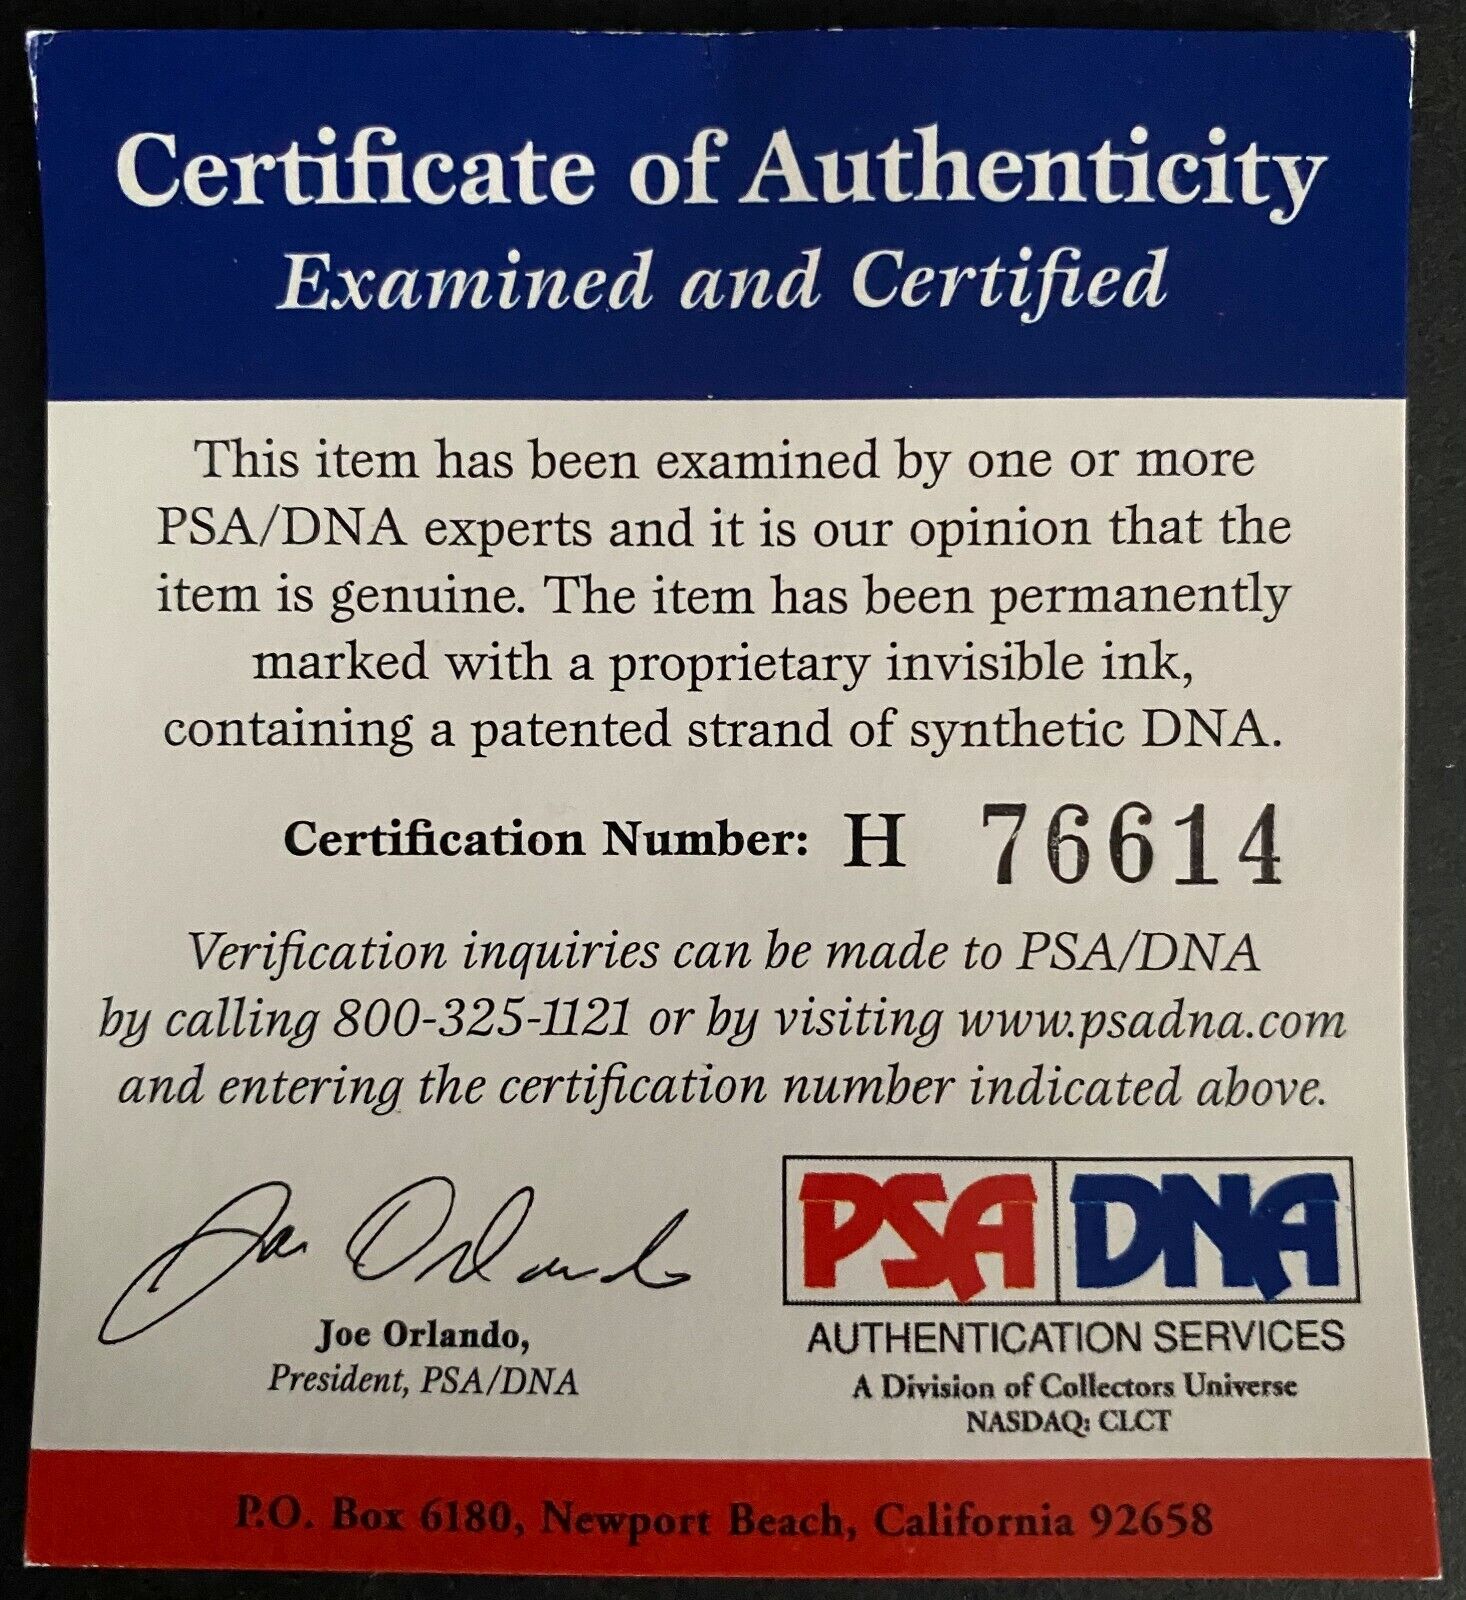 Certificate of Authenticity
Examined and Certified
This item has been examined by one or more
PSA/DNA experts and it is our opinion that the
item is genuine. The item has been permanently
marked with a proprietary invisible ink,
containing a patented strand of synthetic DNA.
Certification Number: H 76614
Verification inquiries can be made to PSA/DNA
by calling 800-325-1121 or by visiting www.psadna.com
and entering the certification number indicated above.
Joe Orlando
Joe Orlando,
President, PSA/DNA
PSA DNA
AUTHENTICATION SERVICES
A Division of Collectors Universe
NASDAQ: CLCT
P.O. Box 6180, Newport Beach, California 92658